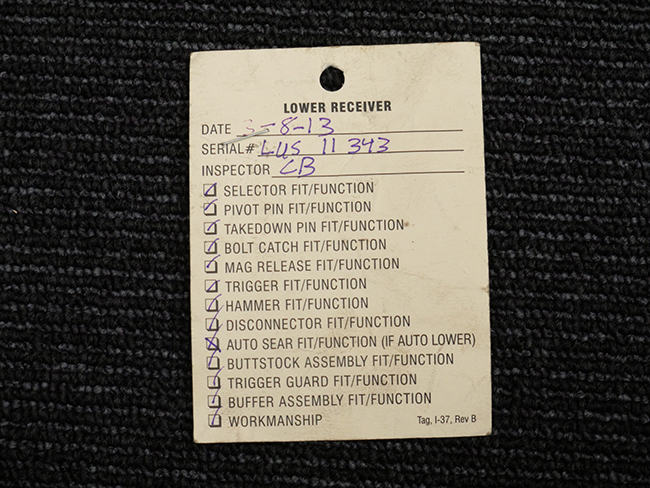 LOWER RECEIVER
DATE 3-8-13
SERIAL# LUS 11 343
INSPECTOR CB
SELECTOR FIT/FUNCTION
PIVOT PIN FIT/FUNCTION
TAKEDOWN PIN FIT/FUNCTION
BOLT CATCH FIT/FUNCTION
MAG RELEASE FIT/FUNCTION
TRIGGER FIT/FUNCTION
HAMMER FIT/FUNCTION
DISCONNECTOR FIT/FUNCTION
AUTO SEAR FIT/FUNCTION (IF AUTO LOWER)
BUTTSTOCK ASSEMBLY FIT/FUNCTION
TRIGGER GUARD FIT/FUNCTION
BUFFER ASSEMBLY FIT/FUNCTION
WORKMANSHIP
Tag, I-37, Rev B